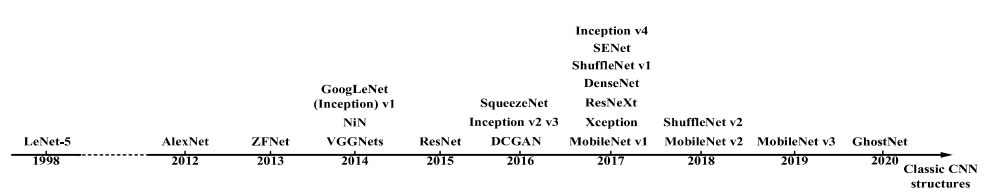 Inception v4
SENet
ShuffleNet v1
GoogLeNet DenseNet
(Inception) v1 SqueezeNet ResNeXt
NiN Inception v2 v3 Xception ShuffleNet v2
LeNet-5 AlexNet ZFNet VGGNets ResNet DCGAN MobileNet v1 MobileNet v2 MobileNet v3 GhostNet
1998 2012 2013 2014 2015 2016 2017 2018 2019 2020
Classic CNN
structures